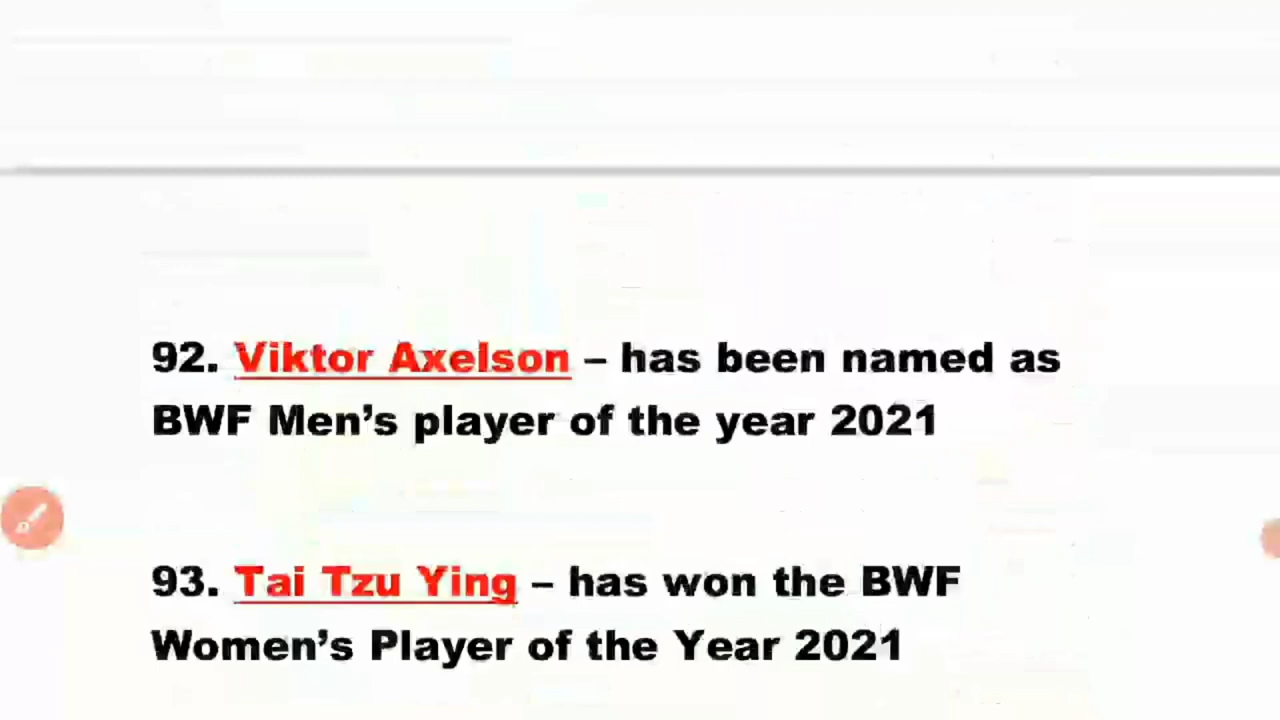 92. Viktor Axelson – has been named as
BWF Men’s player of the year 2021
93. Tai Tzu Ying – has won the BWF
Women’s Player of the Year 2021